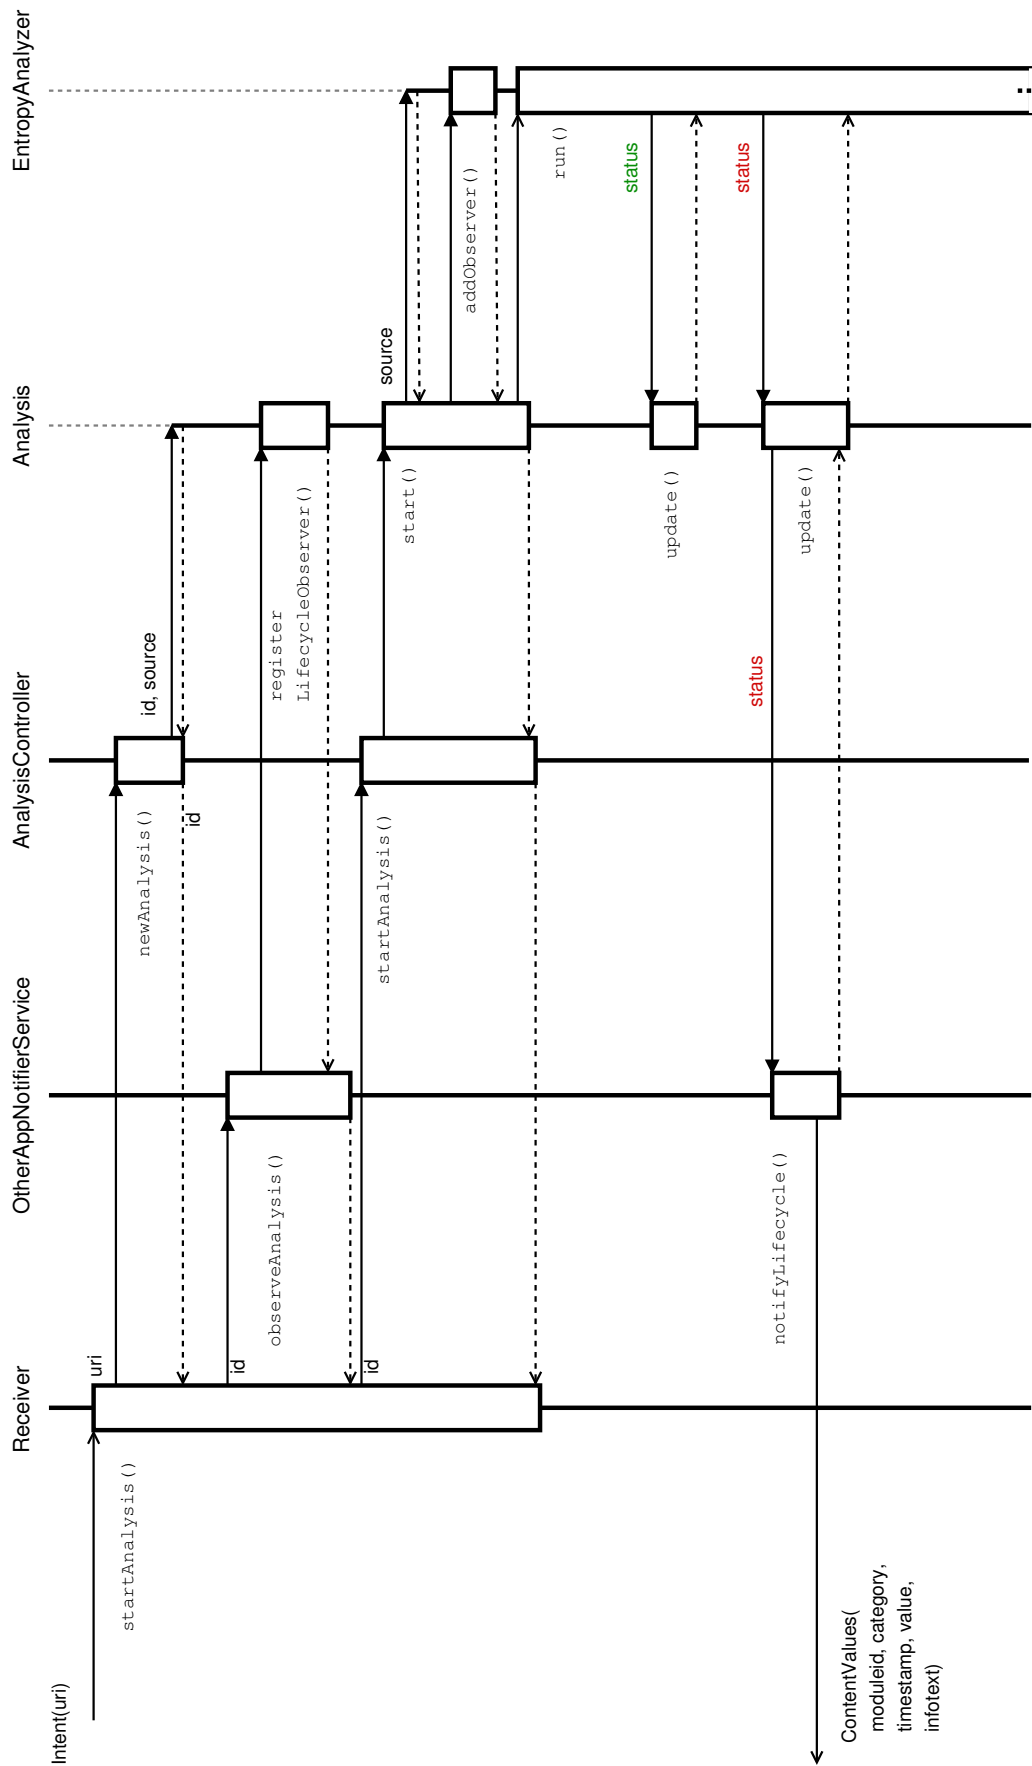 Receiver
OtherAppNotifierService
AnalysisController
Analysis
EntropyAnalyzer
Intent(uri)
startAnalysis()
uri
newAnalysis()
id, source
id
id
observeAnalysis()
register
LifecycleObserver()
id
startAnalysis()
start()
source
addObserver()
run()
status
update()
status
update()
status
notifyLifecycle()
ContentValues(
moduleid, category,
timestamp, value,
infotext)